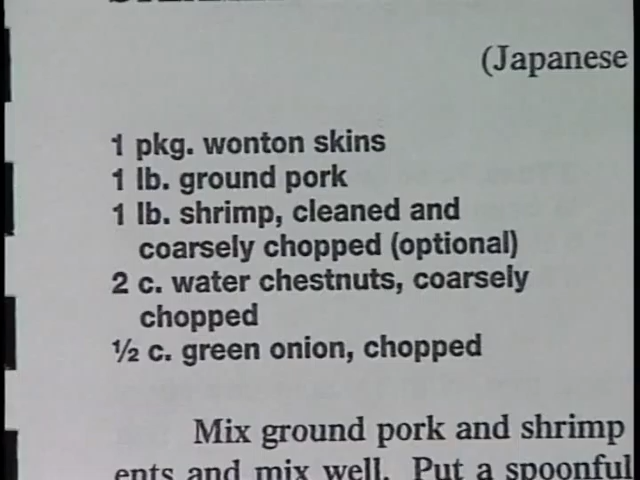 (Japanese
1 pkg. wonton skins
1 lb. ground pork
1 lb. shrimp, cleaned and
coarsely chopped (optional)
2 c. water chestnuts, coarsely
chopped
½ c. green onion, chopped
Mix ground pork and shrimp
ents and mix well. Put a spoonful